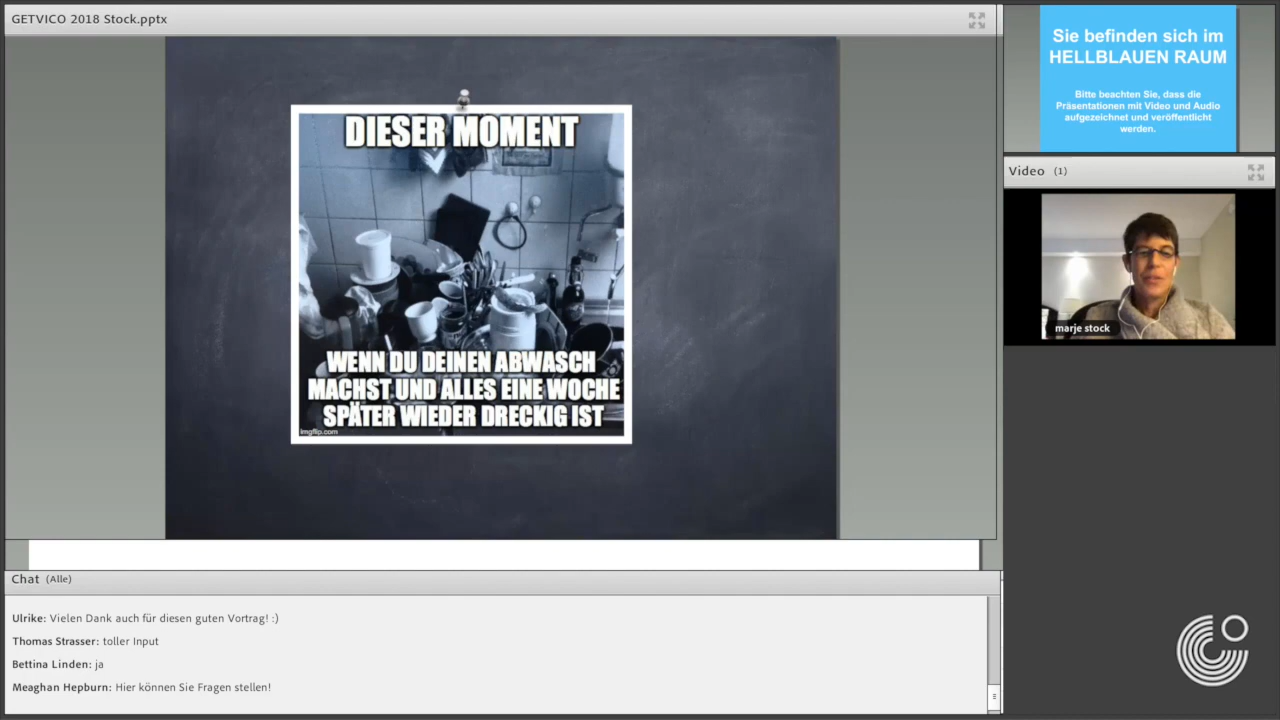 GETVICO 2018 Stock.pptx
DIESER MOMENT
WENN DU DEINEN ABWASCH
MACHST UND ALLES EINE WOCHE
SPÄTER WIEDER DRECKIG IST
imgflip.com
Sie befinden sich im
HELLBLAUEN RAUM
Bitte beachten Sie, dass die
Präsentationen mit Video und Audio
aufgezeichnet und veröffentlicht
werden.
Video (1)
marje stock
Chat (Alle)
Ulrike: Vielen Dank auch für diesen guten Vortrag! :)
Thomas Strasser: toller Input
Bettina Linden: ja
Meaghan Hepburn: Hier können Sie Fragen stellen!